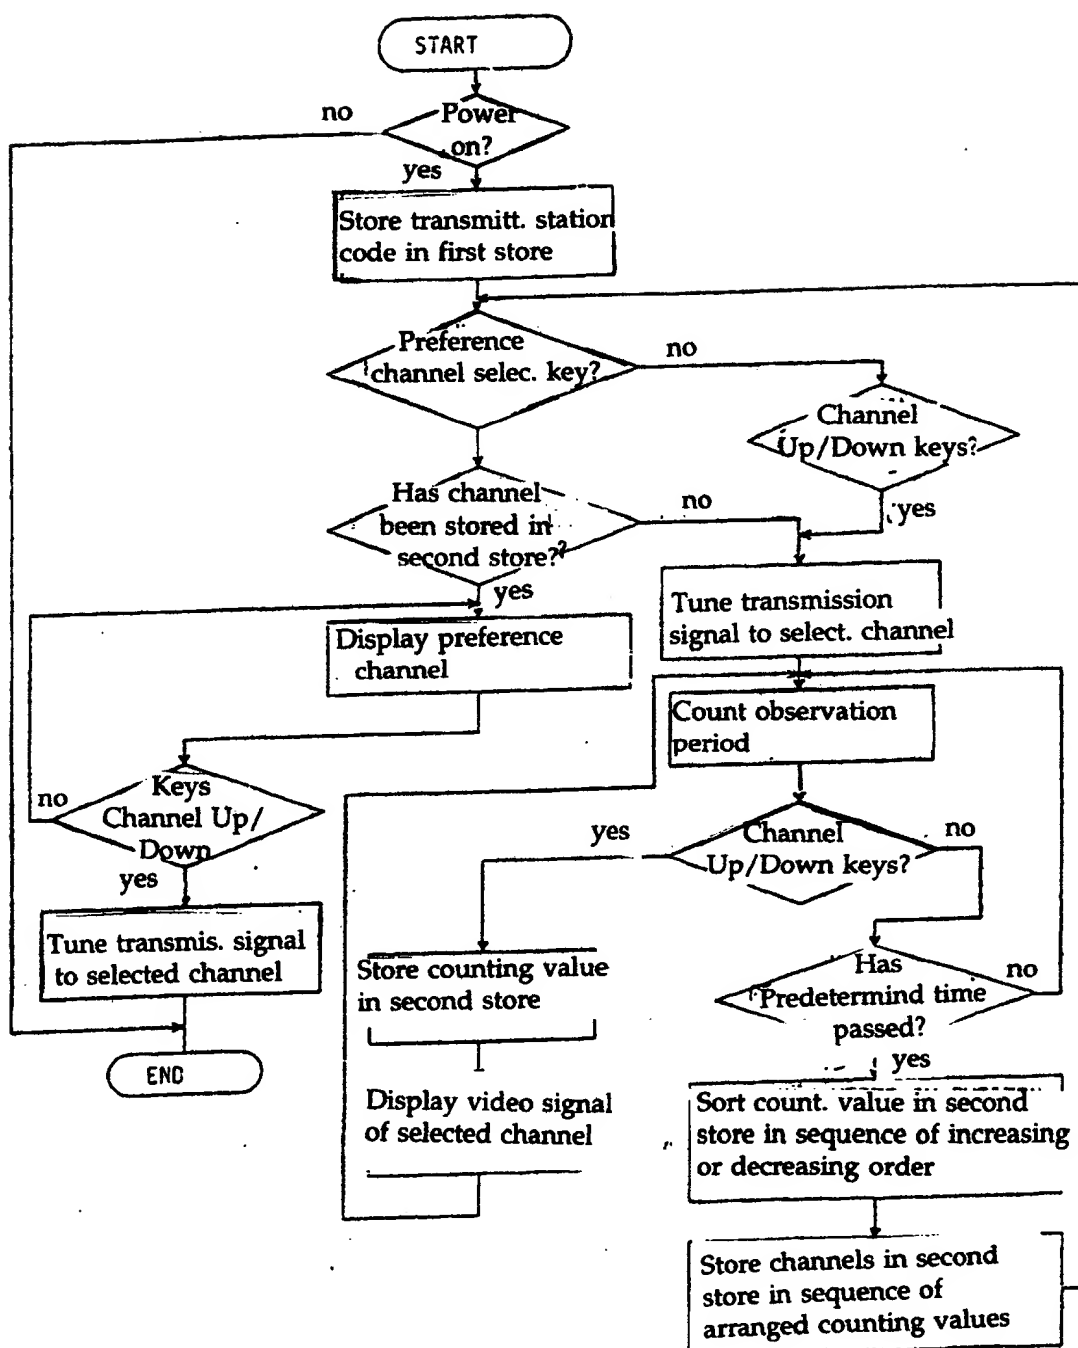 START
Power
on?
no
yes
Store transmitt. station
code in first store
Preference
channel selec. key?
no
Channel
Up/Down keys?
yes
Has channel
been stored in
second store?
no
yes
Tune transmission
signal to select. channel
Display preference
channel
Count observation
period
Keys
Channel Up/
Down
no
yes
Channel
Up/Down keys?
yes
no
Tune transmis. signal
to selected channel
END
Store counting value
in second store
Has
Predetermind time
passed?
no
yes
Display video signal
of selected channel
Sort count. value in second
store in sequence of increasing
or decreasing order
Store channels in second
store in sequence of
arranged counting values